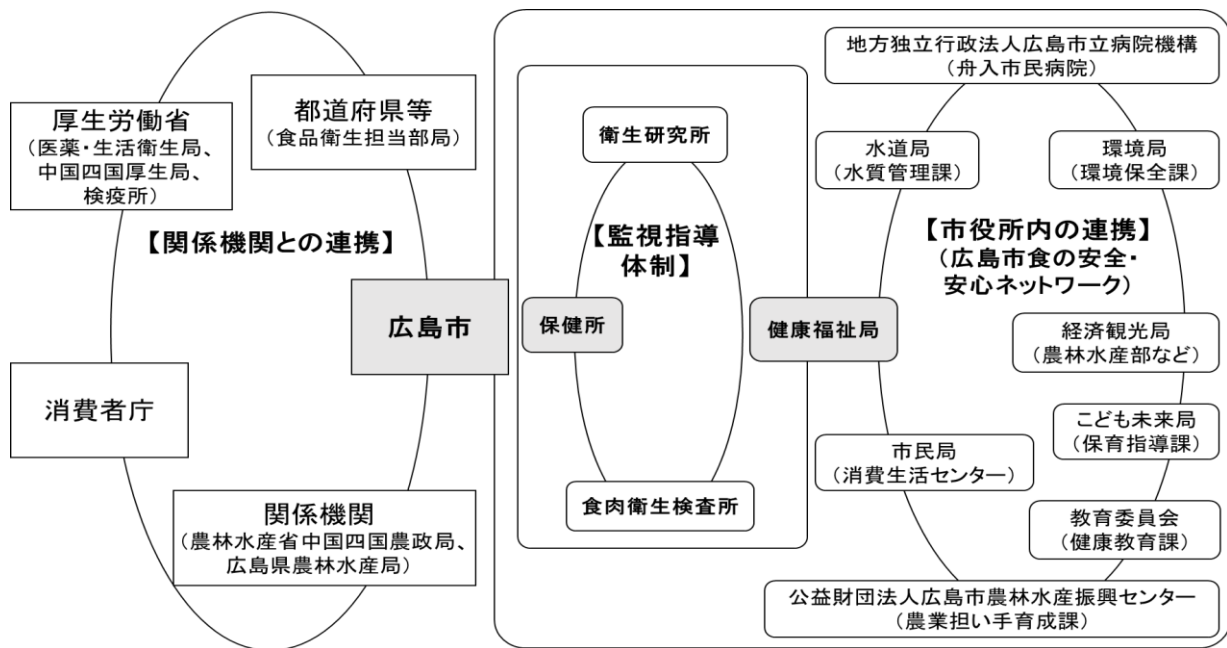 厚生労働省
(医薬・生活衛生局、
中国四国厚生局、
検疫所)
都道府県等
(食品衛生担当部局)
【関係機関との連携】
広島市
消費者庁
関係機関
(農林水産省中国四国農政局、
広島県農林水産局)
衛生研究所
【監視指導
体制】
保健所
健康福祉局
食肉衛生検査所
地方独立行政法人広島市立病院機構
(舟入市民病院)
水道局
(水質管理課)
環境局
(環境保全課)
【市役所内の連携】
(広島市食の安全・
安心ネットワーク)
経済観光局
(農林水産部など)
こども未来局
(保育指導課)
市民局
(消費生活センター)
教育委員会
(健康教育課)
公益財団法人広島市農林水産振興センター
(農業担い手育成課)